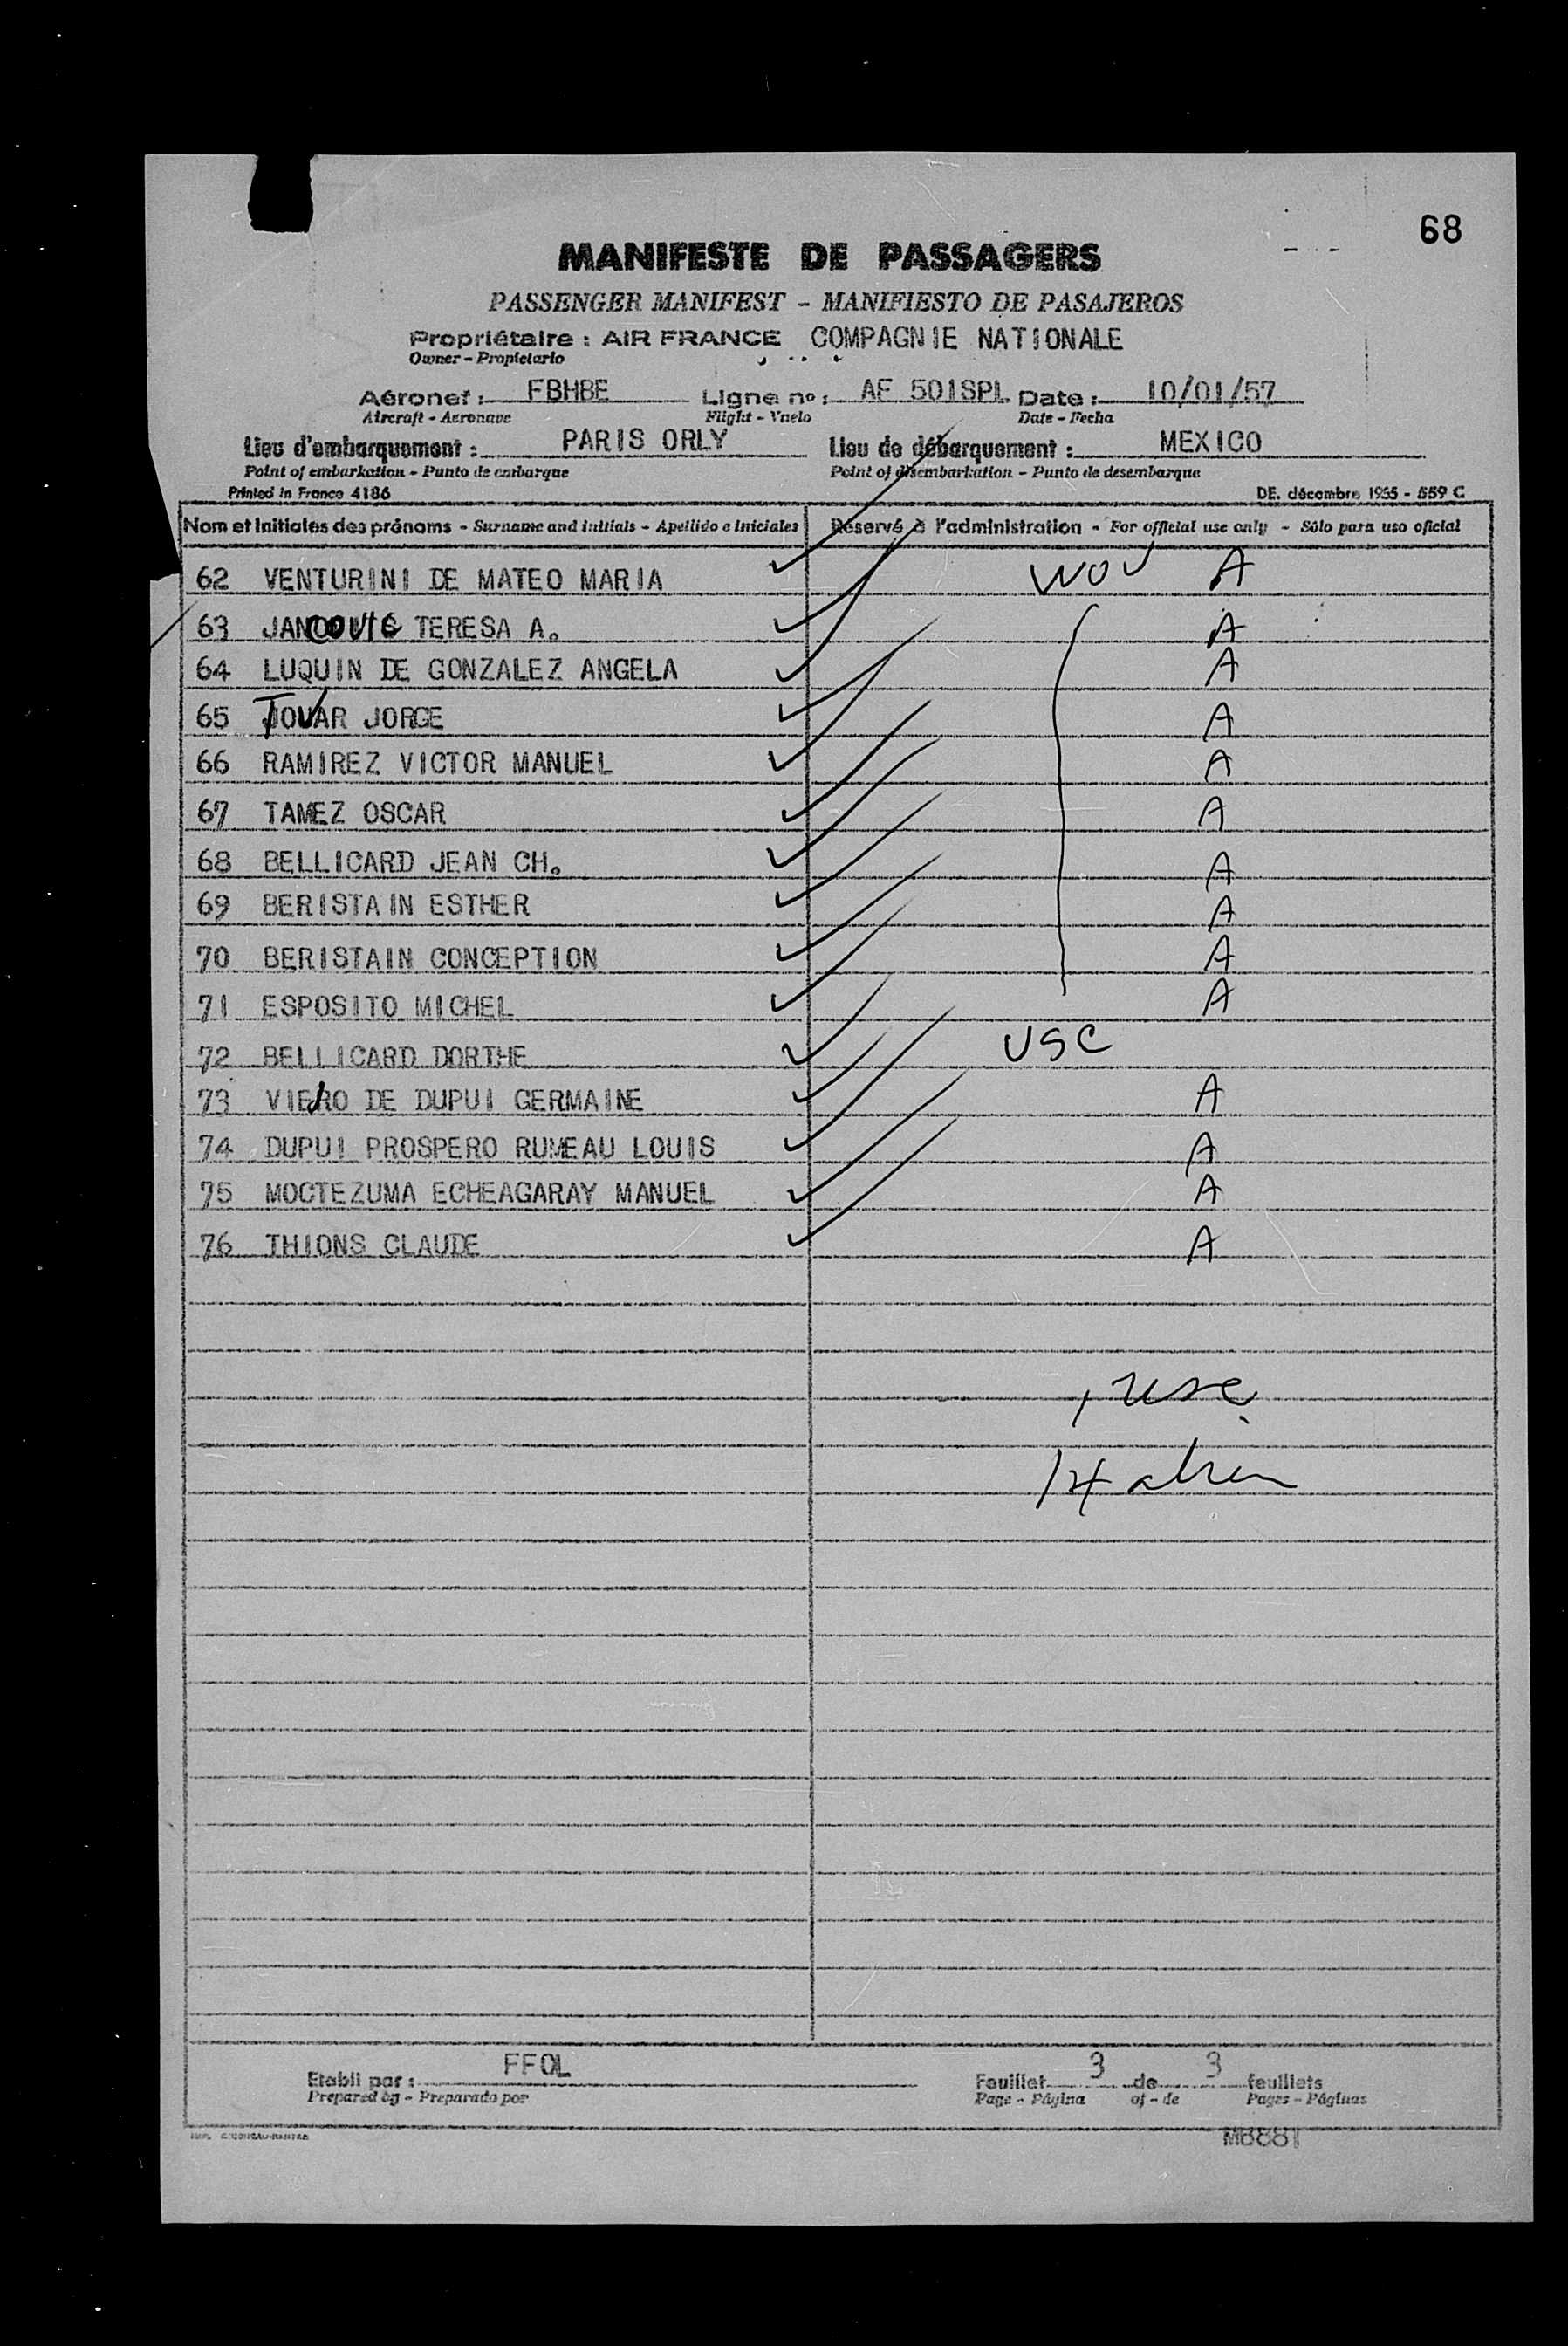 68
MANIFESTE DE PASSAGERS
PASSENGER MANIFEST - MANIFIESTO DE PASAJEROS
Propriétaire : AIR FRANCE COMPAGNIE NATIONALE
Owner - Propietario
Aéronef : FBHBE Ligne nº : AF 501SPL Date : 10/01/57
Aircraft - Aeronave Flight - Vuelo Date - Fecha
Lieu d'embarquement : PARIS ORLY Lieu de débarquement : MEXICO
Point of embarkation - Punto de embarque Point of disembarkation - Punto de desembarque
Printed in France 4186 DE. décembre 1955 - 559 C
Nom et Initiales des prénoms - Surname and initials - Apellido e Iniciales Réservé à l'administration - For official use only - Sólo para uso oficial
62 VENTURINI DE MATEO MARIA WOV A
63 JANCOVIC TERESA A. A
64 LUQUIN DE GONZALEZ ANGELA A
65 TOVAR JORGE A
66 RAMIREZ VICTOR MANUEL A
67 TAMEZ OSCAR A
68 BELLICARD JEAN CH. A
69 BERISTAIN ESTHER A
70 BERISTAIN CONCEPTION A
71 ESPOSITO MICHEL A
72 BELLICARD DORTHE USC
73 VIEJO DE DUPUI GERMAINE A
74 DUPUI PROSPERO RUMEAU LOUIS A
75 MOCTEZUMA ECHEAGARAY MANUEL A
76 THIONS CLAUDE A
1 USC
14 alien
Etabli par : FFOL Feuillet 3 de 3 feuillets
Prepared by - Preparado por Page - Página of - de Pages - Páginas
M8881